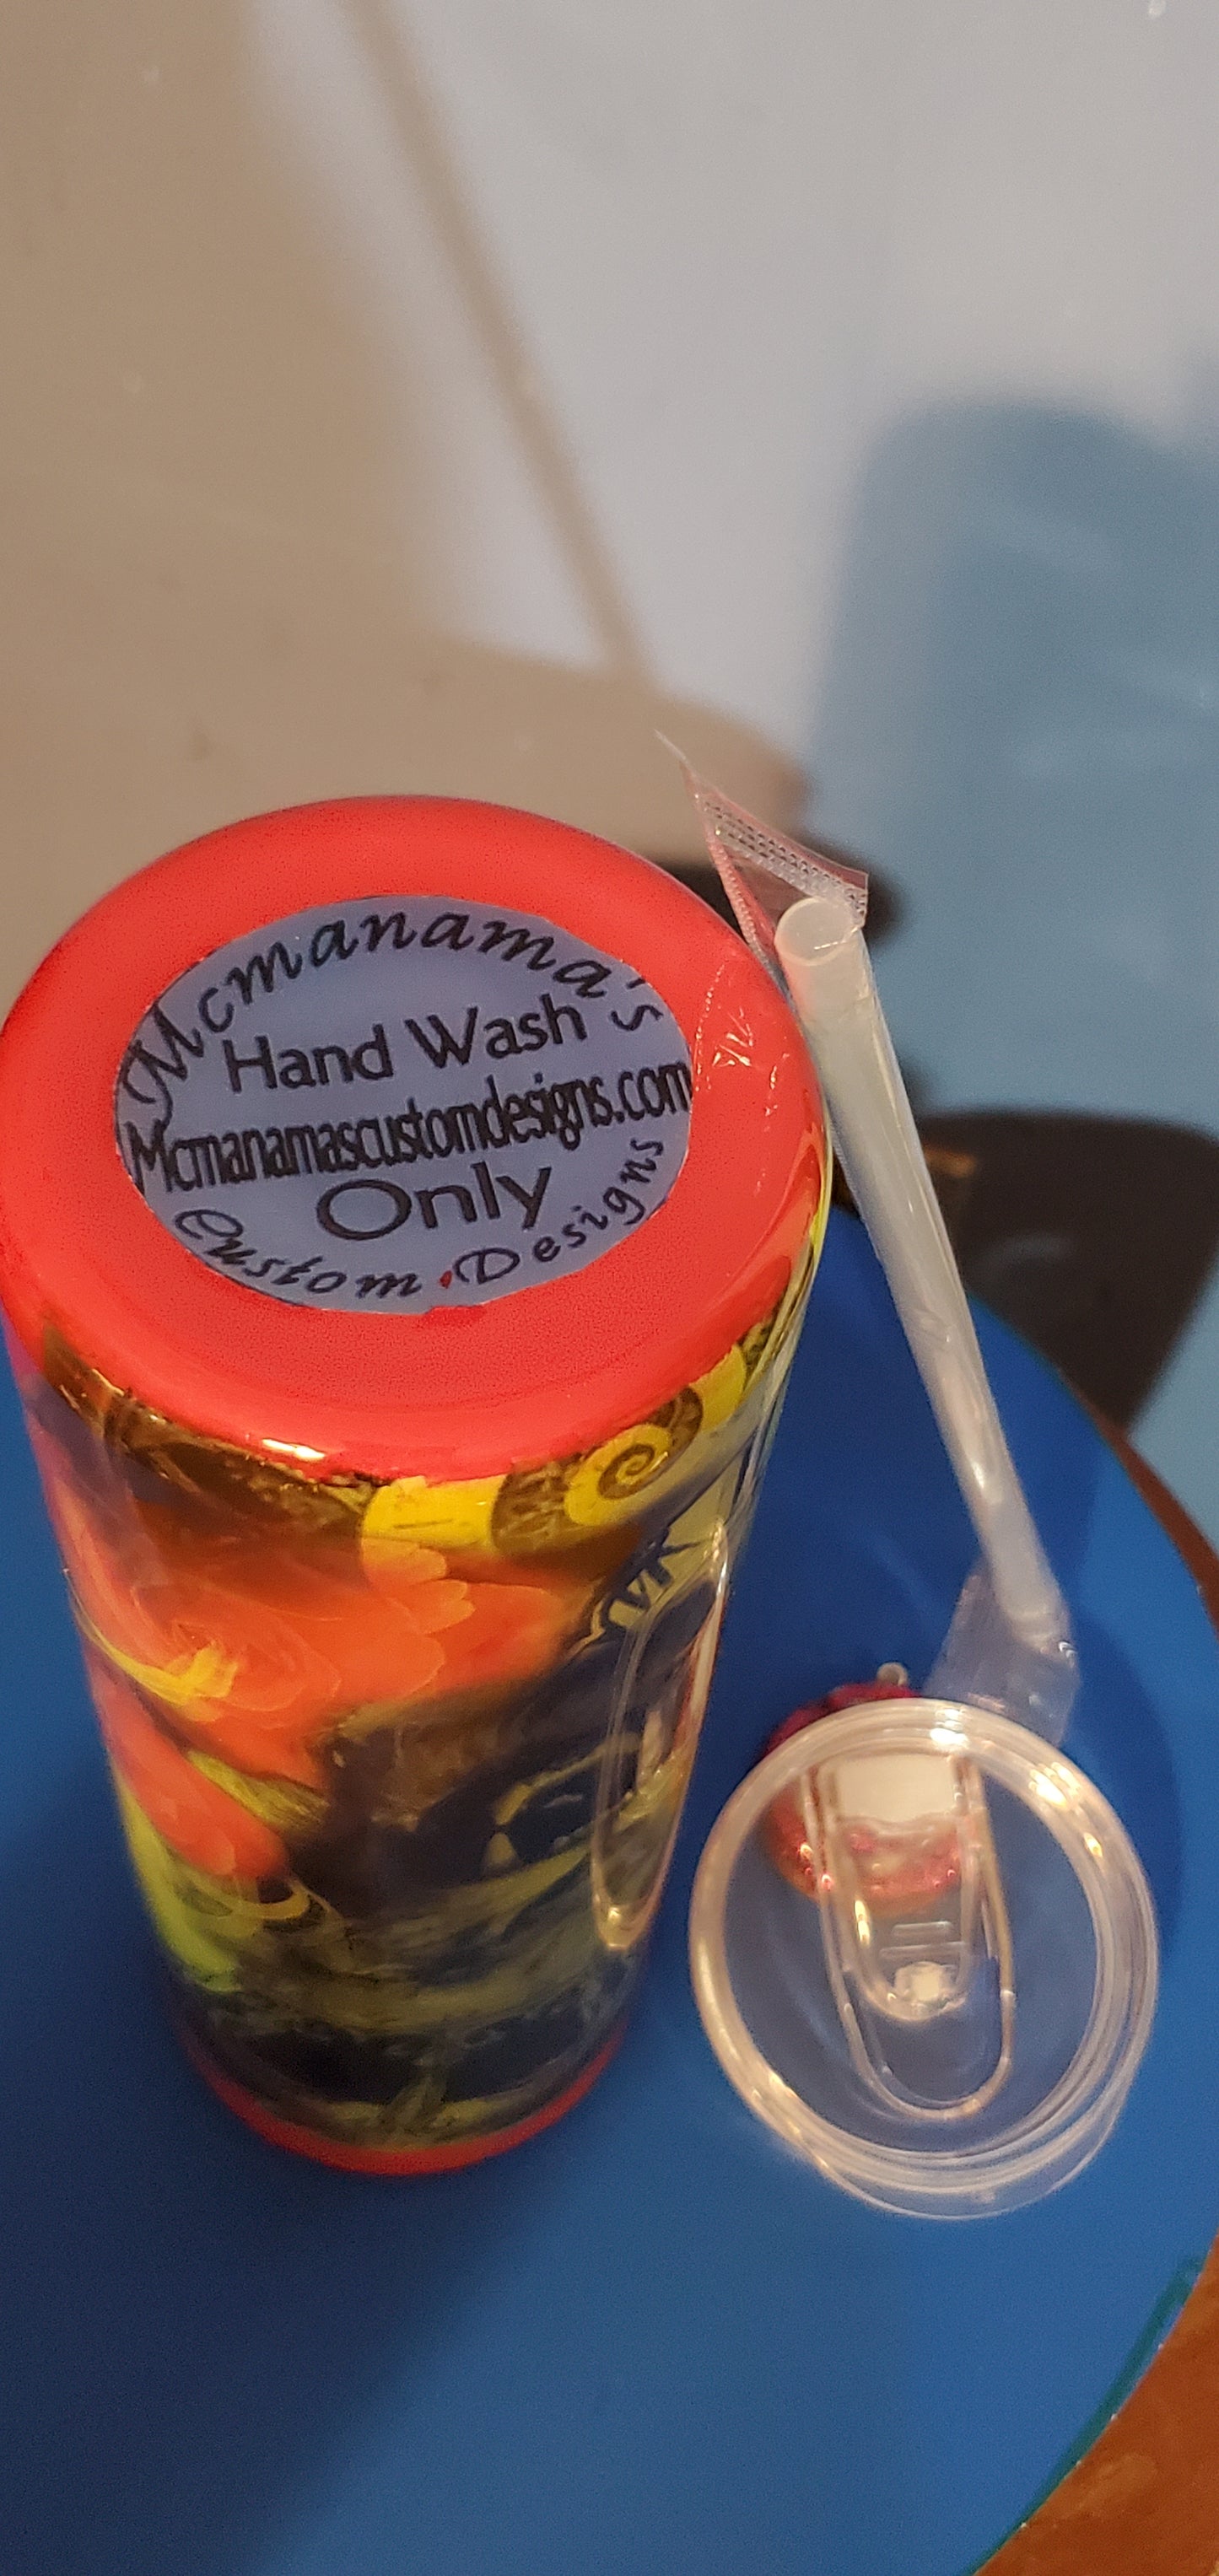 Mcmanama's
Hand Wash
Mcmanamascustomdesigns.com
Only
Custom Designs